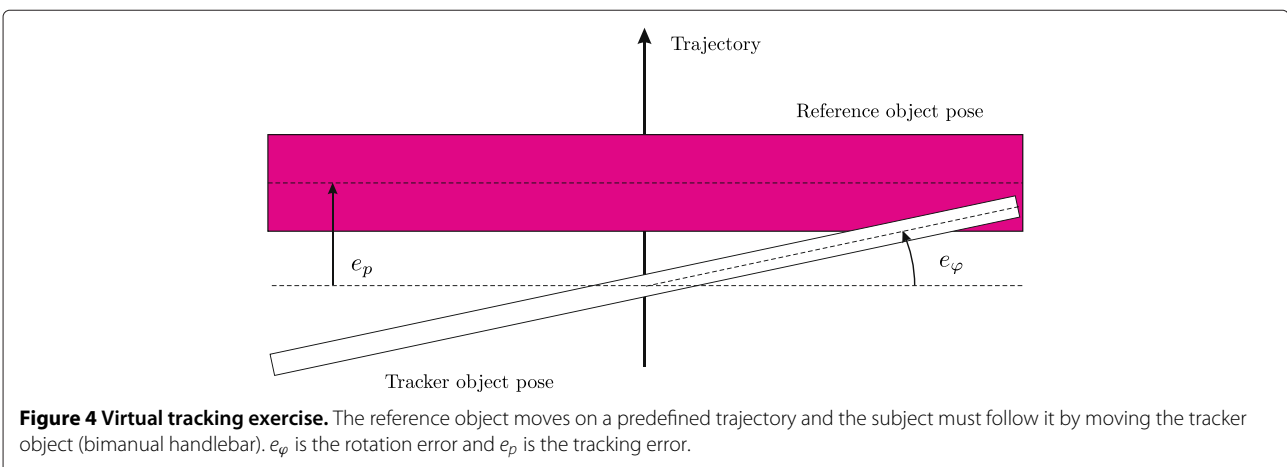 Trajectory
Reference object pose
e_p
e_φ
Tracker object pose
Figure 4 Virtual tracking exercise. The reference object moves on a predefined trajectory and the subject must follow it by moving the tracker
object (bimanual handlebar). e_φ is the rotation error and e_p is the tracking error.